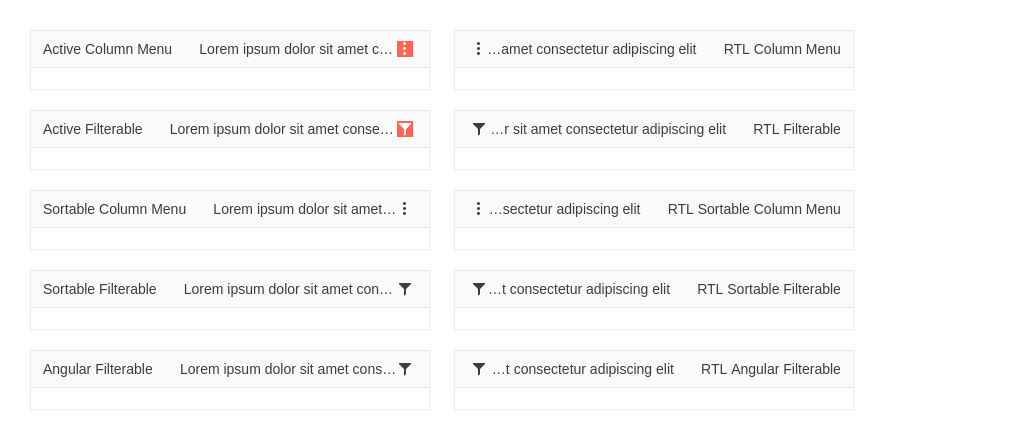 Active Column Menu Lorem ipsum dolor sit amet c…
…amet consectetur adipiscing elit RTL Column Menu
Active Filterable Lorem ipsum dolor sit amet conse…
…r sit amet consectetur adipiscing elit RTL Filterable
Sortable Column Menu Lorem ipsum dolor sit amet…
…sectetur adipiscing elit RTL Sortable Column Menu
Sortable Filterable Lorem ipsum dolor sit amet con…
…t consectetur adipiscing elit RTL Sortable Filterable
Angular Filterable Lorem ipsum dolor sit amet cons…
…t consectetur adipiscing elit RTL Angular Filterable